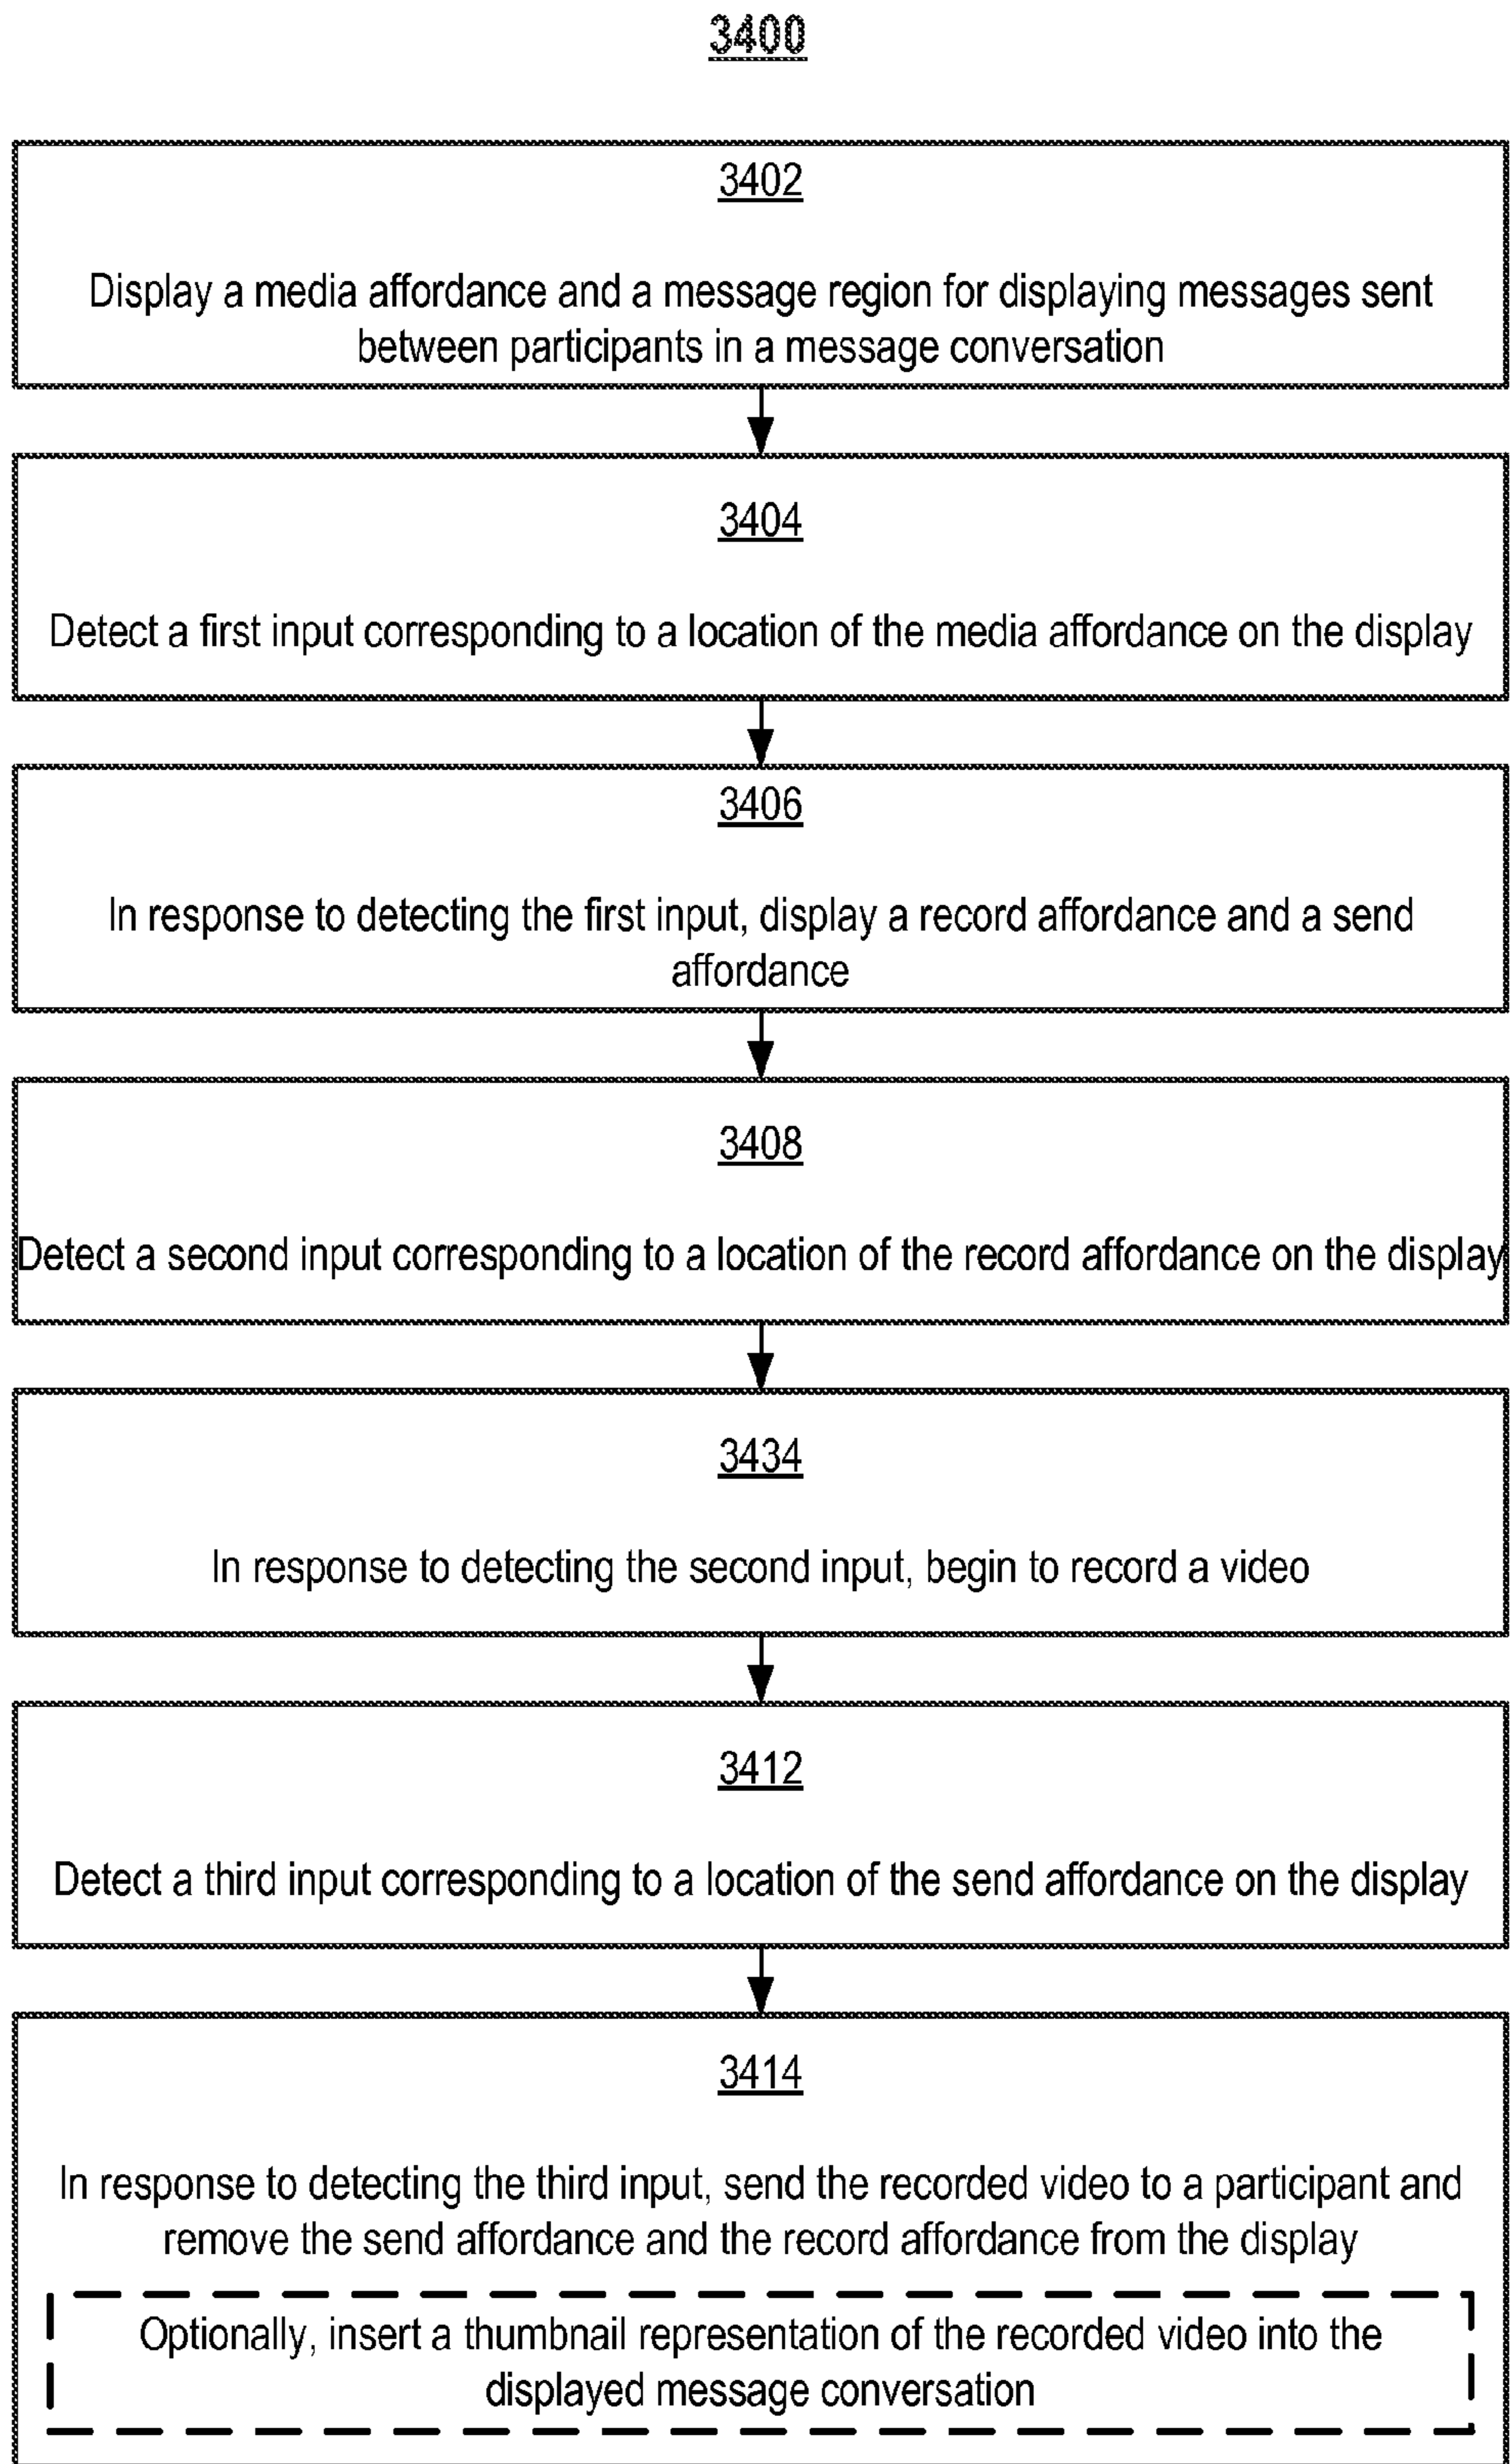 3400
3402
Display a media affordance and a message region for displaying messages sent
between participants in a message conversation
3404
Detect a first input corresponding to a location of the media affordance on the display
3406
In response to detecting the first input, display a record affordance and a send
affordance
3408
Detect a second input corresponding to a location of the record affordance on the display
3434
In response to detecting the second input, begin to record a video
3412
Detect a third input corresponding to a location of the send affordance on the display
3414
In response to detecting the third input, send the recorded video to a participant and
remove the send affordance and the record affordance from the display
Optionally, insert a thumbnail representation of the recorded video into the
displayed message conversation